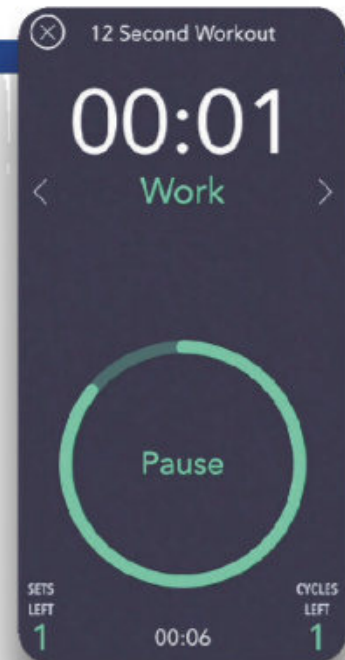 12 Second Workout
00:01
Work
Pause
SETS
LEFT
1
00:06
CYCLES
LEFT
1